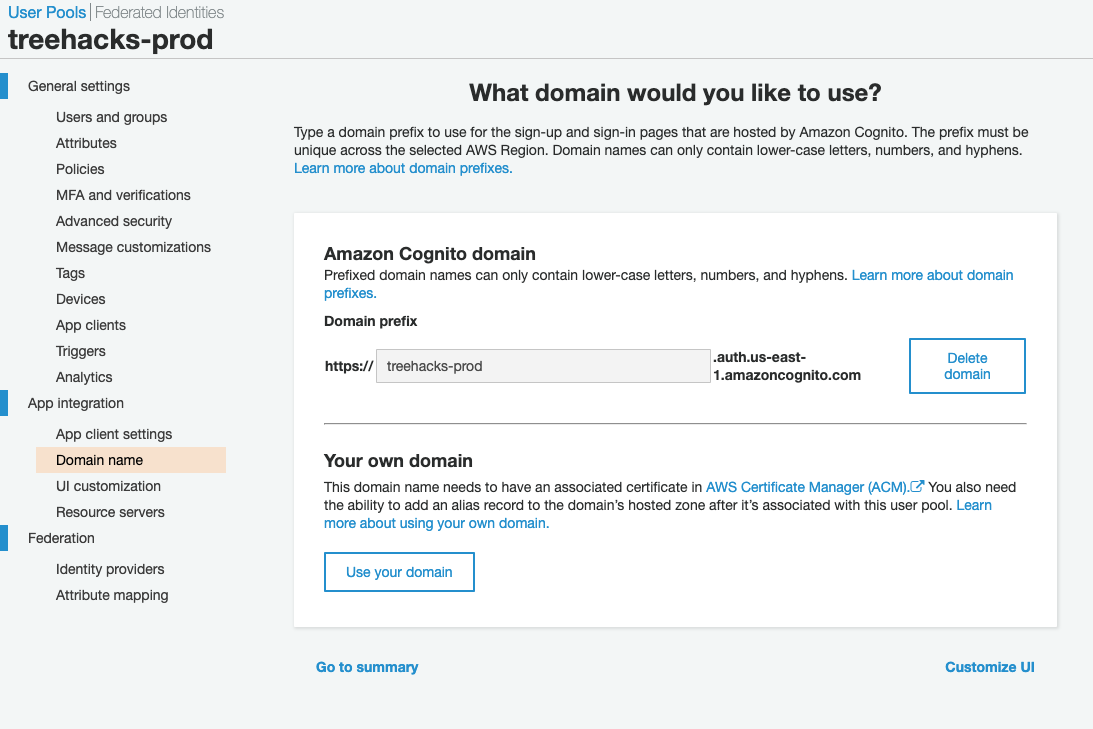 User Pools | Federated Identities
treehacks-prod
General settings
Users and groups
Attributes
Policies
MFA and verifications
Advanced security
Message customizations
Tags
Devices
App clients
Triggers
Analytics
App integration
App client settings
Domain name
UI customization
Resource servers
Federation
Identity providers
Attribute mapping
What domain would you like to use?
Type a domain prefix to use for the sign-up and sign-in pages that are hosted by Amazon Cognito. The prefix must be
unique across the selected AWS Region. Domain names can only contain lower-case letters, numbers, and hyphens.
Learn more about domain prefixes.
Amazon Cognito domain
Prefixed domain names can only contain lower-case letters, numbers, and hyphens. Learn more about domain
prefixes.
Domain prefix
https:// treehacks-prod .auth.us-east-
1.amazoncognito.com
Delete
domain
Your own domain
This domain name needs to have an associated certificate in AWS Certificate Manager (ACM). You also need
the ability to add an alias record to the domain's hosted zone after it's associated with this user pool. Learn
more about using your own domain.
Use your domain
Go to summary
Customize UI